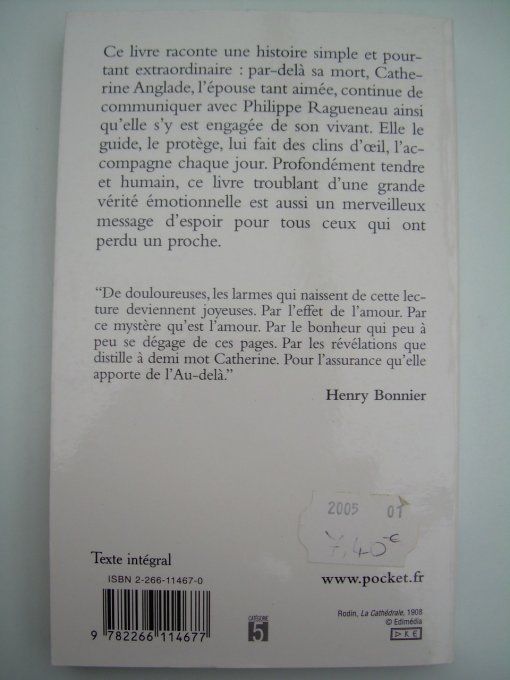 Ce livre raconte une histoire simple et pour-
tant extraordinaire : par-delà sa mort, Cathe-
rine Anglade, l'épouse tant aimée, continue de
communiquer avec Philippe Ragueneau ainsi
qu'elle s'y est engagée de son vivant. Elle le
guide, le protège, lui fait des clins d'œil, l'ac-
compagne chaque jour. Profondément tendre
et humain, ce livre troublant d'une grande
vérité émotionnelle est aussi un merveilleux
message d'espoir pour tous ceux qui ont
perdu un proche.
“De douloureuses, les larmes qui naissent de cette lec-
ture deviennent joyeuses. Par l'effet de l'amour. Par
ce mystère qu'est l'amour. Par le bonheur qui peu à
peu se dégage de ces pages. Par les révélations que
distille à demi mot Catherine. Pour l'assurance qu'elle
apporte de l'Au-delà.”
Henry Bonnier
2005 01
7,40 €
Texte intégral
ISBN 2-266-11467-0
9 782266 114677
CATÉGORIE
5
www.pocket.fr
Rodin, La Cathédrale, 1908
© Edimédia